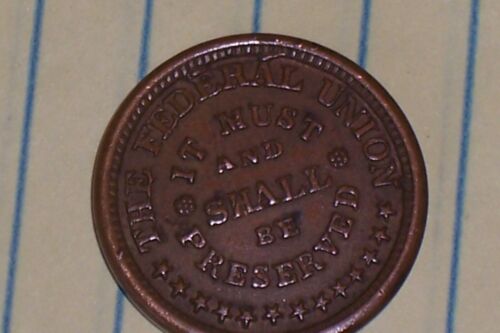 THE FEDERAL UNION
IT MUST
AND
SHALL
BE
PRESERVED